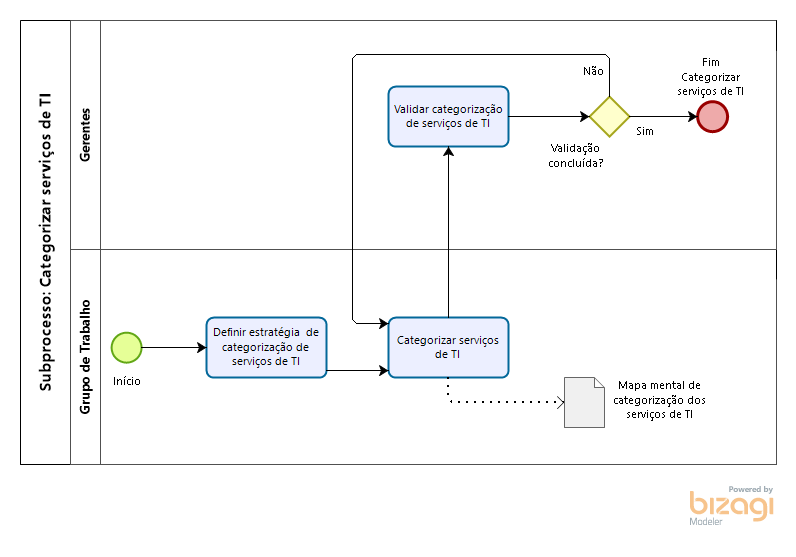 Subprocesso: Categorizar serviços de TI
Gerentes
Não
Fim
Categorizar
serviços de TI
Validar categorização
de serviços de TI
Sim
Validação
concluída?
Grupo de Trabalho
Início
Definir estratégia de
categorização de
serviços de TI
Categorizar serviços
de TI
Mapa mental de
categorização dos
serviços de TI
Powered by
bizagi
Modeler